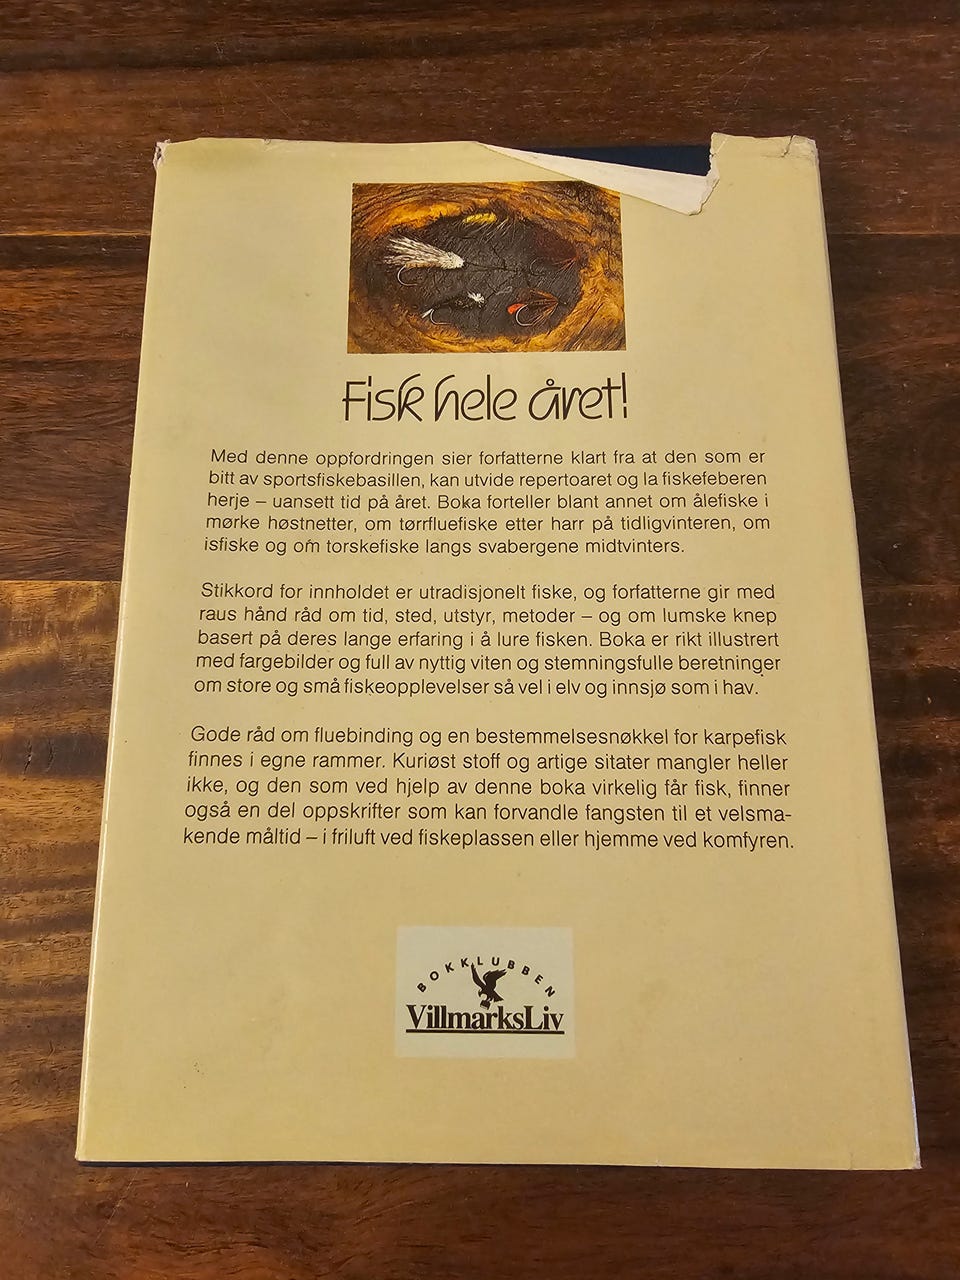 Fisk hele året!
Med denne oppfordringen sier forfatterne klart fra at den som er
bitt av sportsfiskebasillen, kan utvide repertoaret og la fiskefeberen
herje – uansett tid på året. Boka forteller blant annet om ålefiske i
mørke høstnetter, om tørrfluefiske etter harr på tidligvinteren, om
isfiske og om torskefiske langs svabergene midtvinters.
Stikkord for innholdet er utradisjonelt fiske, og forfatterne gir med
raus hånd råd om tid, sted, utstyr, metoder – og om lumske knep
basert på deres lange erfaring i å lure fisken. Boka er rikt illustrert
med fargebilder og full av nyttig viten og stemningsfulle beretninger
om store og små fiskeopplevelser så vel i elv og innsjø som i hav.
Gode råd om fluebinding og en bestemmelsesnøkkel for karpefisk
finnes i egne rammer. Kuriøst stoff og artige sitater mangler heller
ikke, og den som ved hjelp av denne boka virkelig får fisk, finner
også en del oppskrifter som kan forvandle fangsten til et velsma-
kende måltid – i friluft ved fiskeplassen eller hjemme ved komfyren.
BOKKLUBBEN
VillmarksLiv